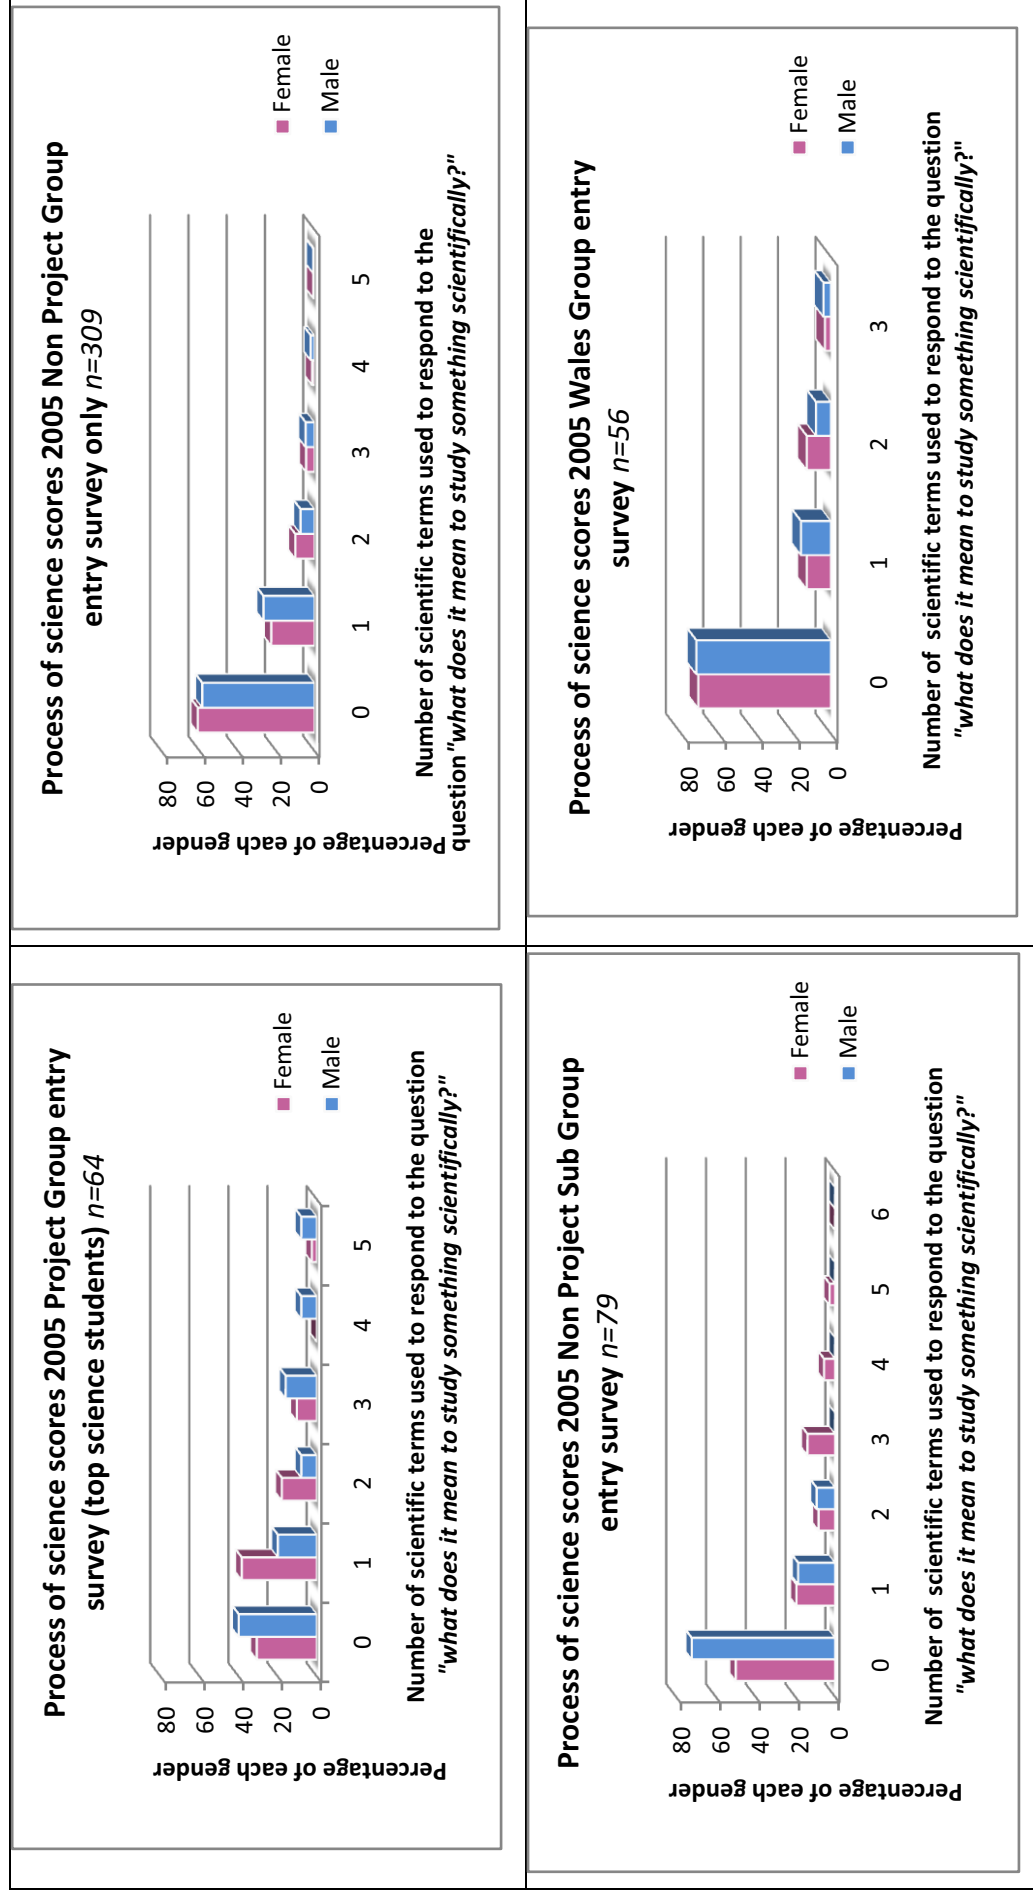 Process of science scores 2005 Project Group entry
survey (top science students) n=64
Percentage of each gender
80
60
40
20
0
0 1 2 3 4 5
Female
Male
Number of scientific terms used to respond to the question
"what does it mean to study something scientifically?"
Process of science scores 2005 Non Project Group
entry survey only n=309
Percentage of each gender
80
60
40
20
0
0 1 2 3 4 5
Female
Male
Number of scientific terms used to respond to the
question"what does it mean to study something scientifically?"
Process of science scores 2005 Non Project Sub Group
entry survey n=79
Percentage of each gender
80
60
40
20
0
0 1 2 3 4 5 6
Female
Male
Number of scientific terms used to respond to the question
"what does it mean to study something scientifically?"
Process of science scores 2005 Wales Group entry
survey n=56
Percentage of each gender
80
60
40
20
0
0 1 2 3
Female
Male
Number of scientific terms used to respond to the question
"what does it mean to study something scientifically?"